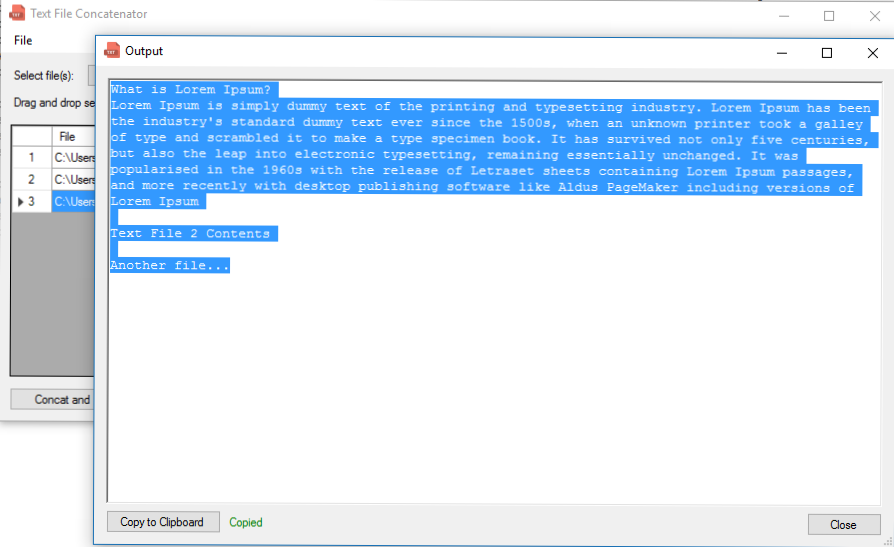 Text File Concatenator
Output
File
Select file(s):
Drag and drop se
File
1 C:\Users
2 C:\Users
3 C:\Users
Concat and
What is Lorem Ipsum?
Lorem Ipsum is simply dummy text of the printing and typesetting industry. Lorem Ipsum has been
the industry's standard dummy text ever since the 1500s, when an unknown printer took a galley
of type and scrambled it to make a type specimen book. It has survived not only five centuries,
but also the leap into electronic typesetting, remaining essentially unchanged. It was
popularised in the 1960s with the release of Letraset sheets containing Lorem Ipsum passages,
and more recently with desktop publishing software like Aldus PageMaker including versions of
Lorem Ipsum
Text File 2 Contents
Another file...
Copy to Clipboard
Copied
Close